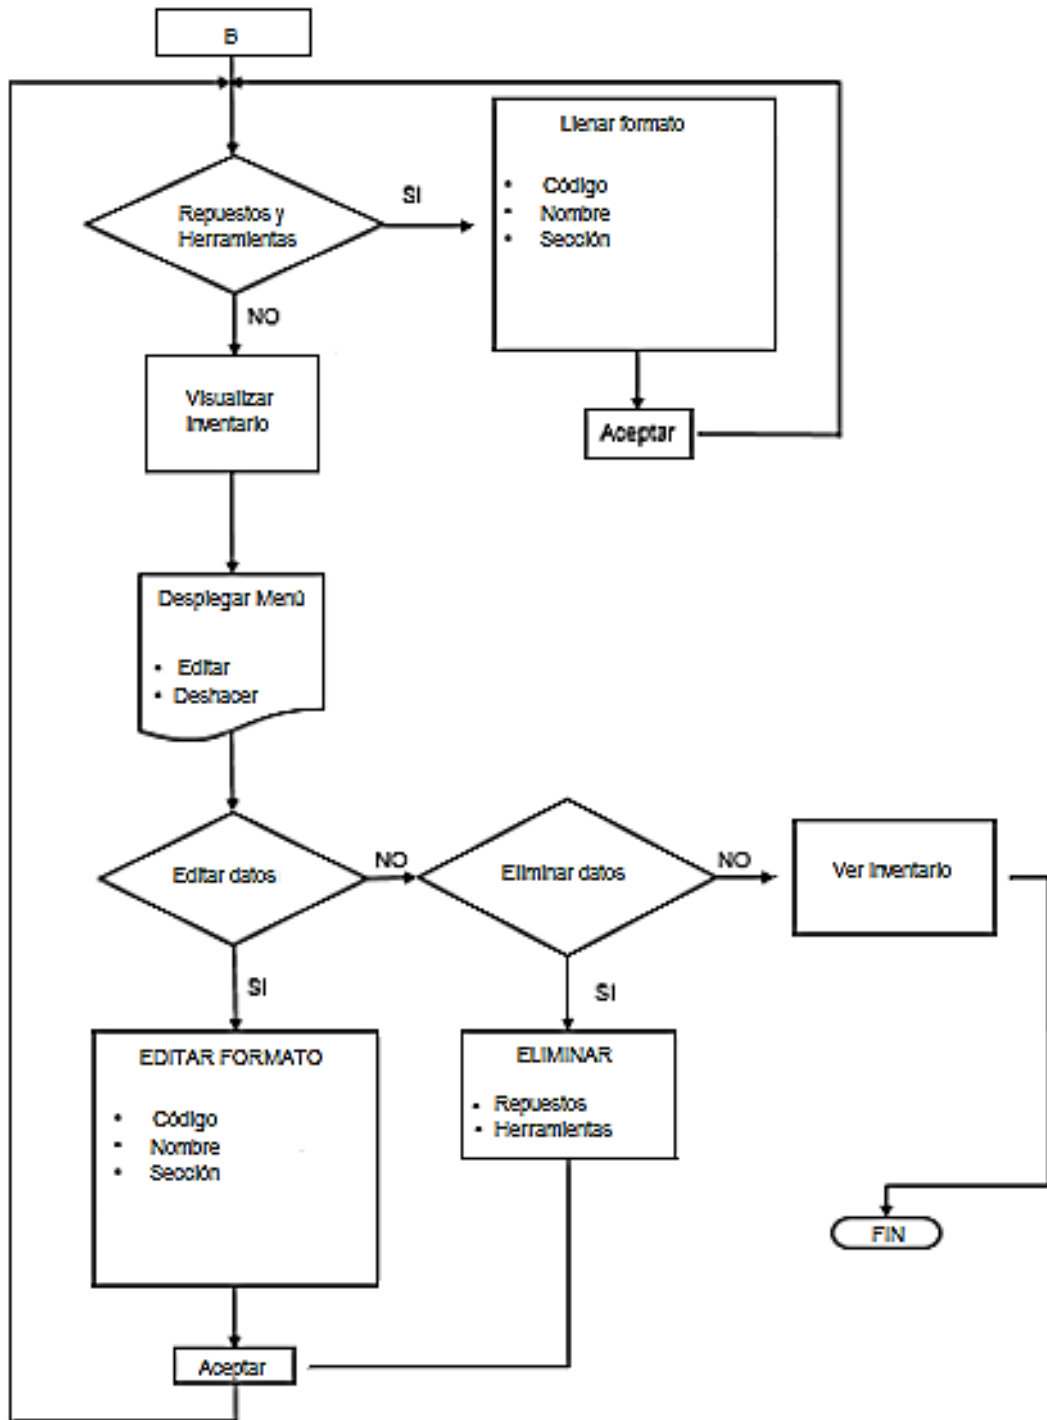 B
Llenar formato
• Código
• Nombre
• Sección
SI
Repuestos y
Herramientas
NO
Visualizar
Inventario
Aceptar
Desplegar Menú
• Editar
• Deshacer
Editar datos
NO
Eliminar datos
NO
Ver Inventario
SI
SI
EDITAR FORMATO
• Código
• Nombre
• Sección
ELIMINAR
• Repuestos
• Herramientas
FIN
Aceptar